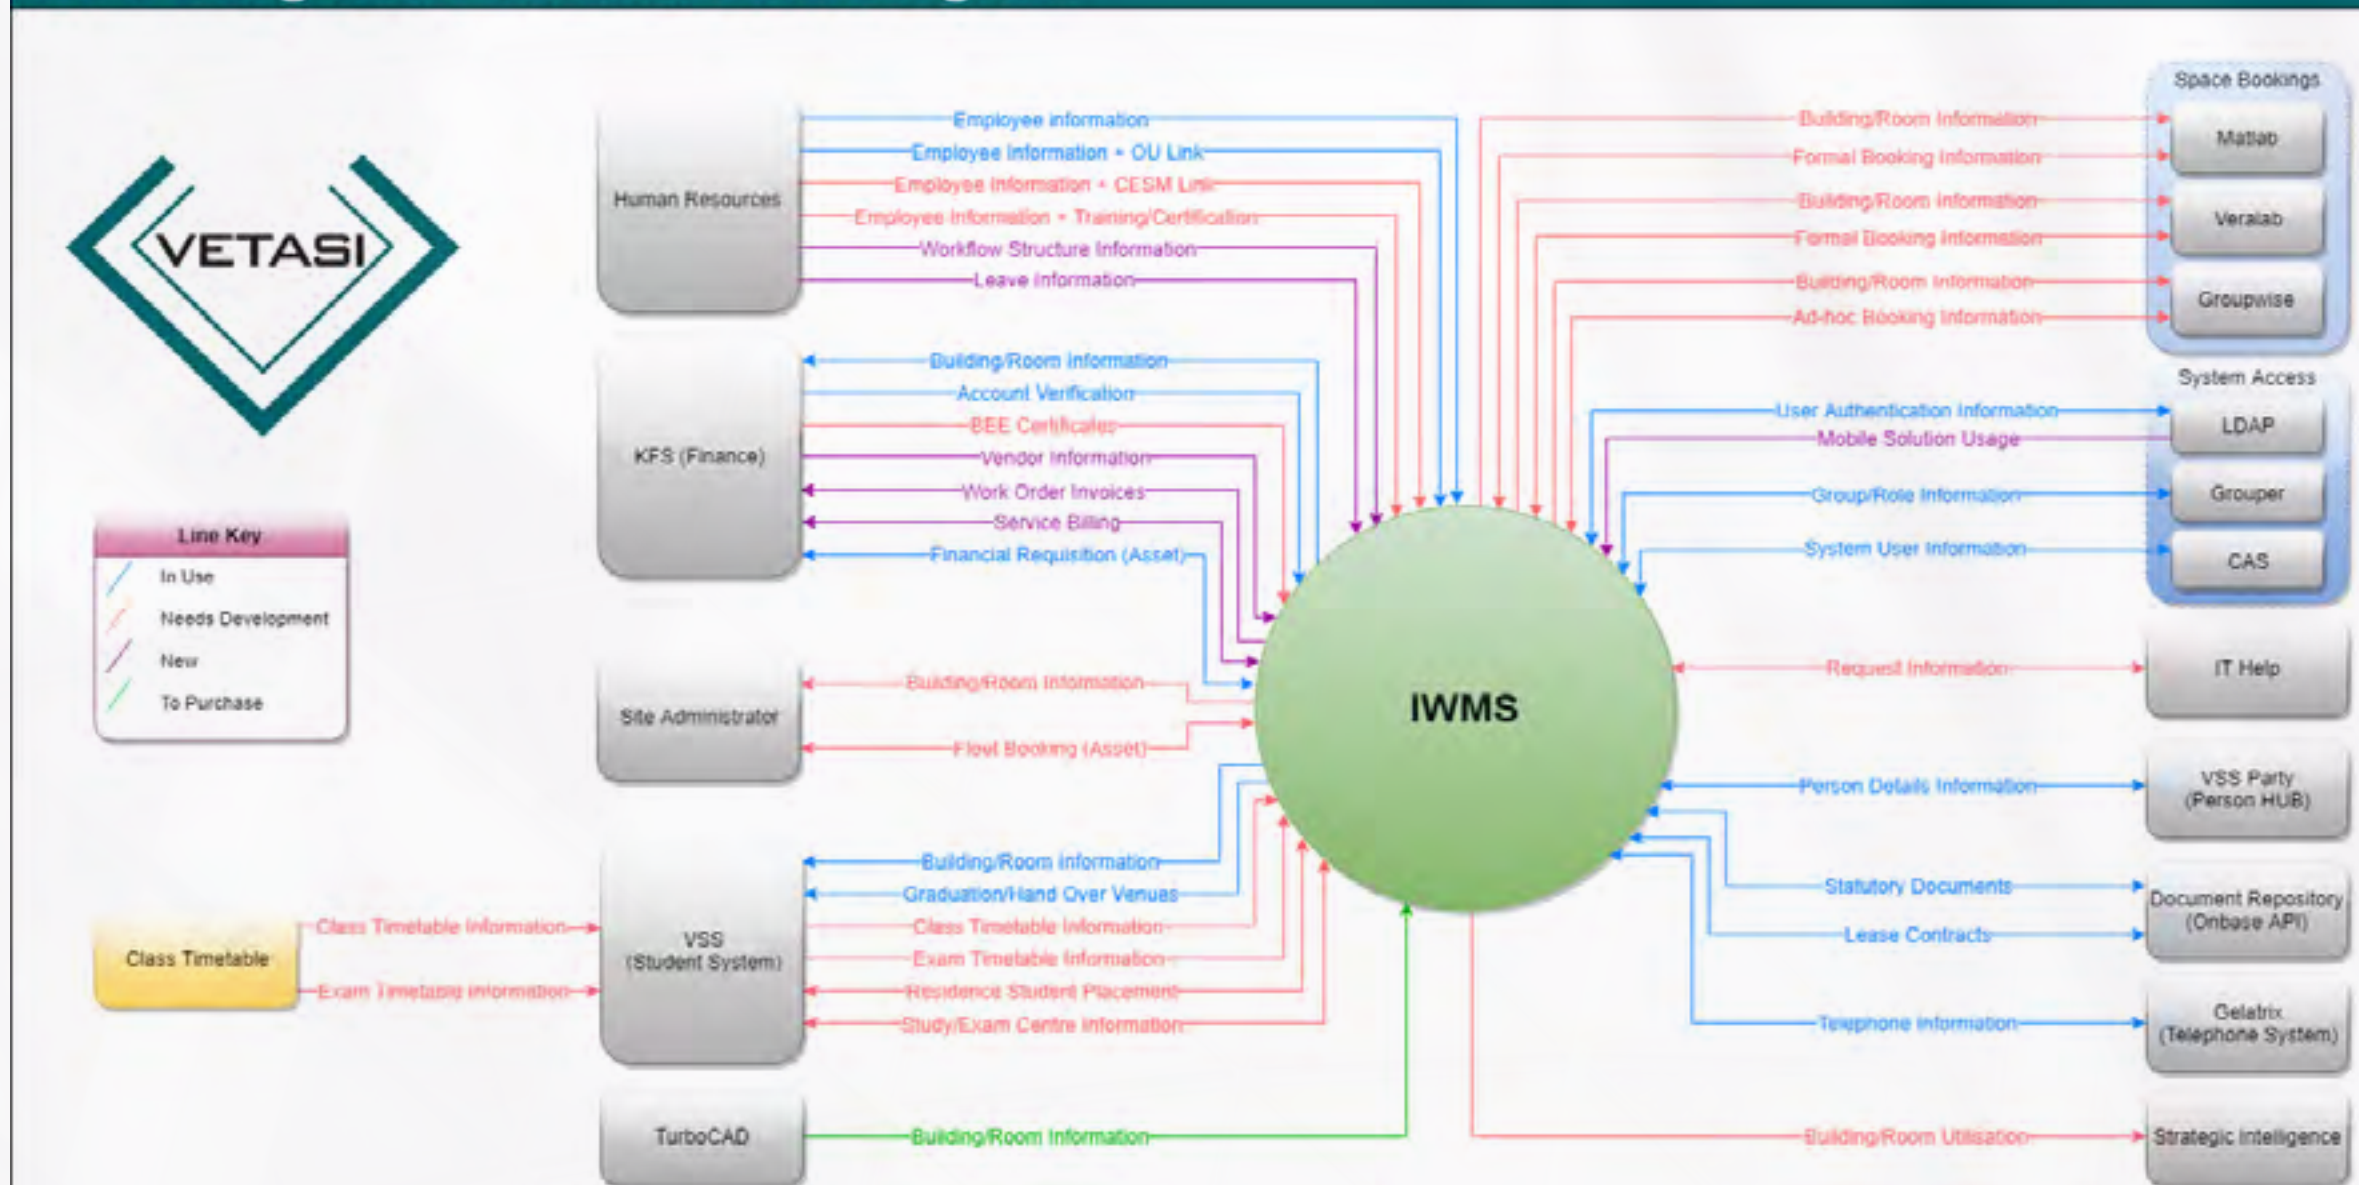 VETASI
Line Key
In Use
Needs Development
New
To Purchase
Class Timetable
Class Timetable Information
Exam Timetable Information
Human Resources
Employee information
Employee Information + OU Link
Employee Information + CESM Link
Employee Information + Training/Certification
Workflow Structure Information
Leave Information
KFS (Finance)
Building/Room Information
Account Verification
BEE Certificates
Vendor Information
Work Order Invoices
Service Billing
Financial Requisition (Asset)
Site Administrator
Building/Room Information
Fleet Booking (Asset)
VSS
(Student System)
Building/Room Information
Graduation/Hand Over Venues
Class Timetable Information
Exam Timetable Information
Residence Student Placement
Study/Exam Centre Information
TurboCAD
Building/Room Information
IWMS
Space Bookings
Building/Room Information
Formal Booking Information
Matlab
Building/Room Information
Formal Booking Information
Veralab
Building/Room Information
Ad-hoc Booking Information
Groupwise
System Access
User Authentication Information
Mobile Solution Usage
LDAP
Group/Role Information
Grouper
System User Information
CAS
Request Information
IT Help
Person Details Information
VSS Party
(Person HUB)
Statutory Documents
Lease Contracts
Document Repository
(Onbase API)
Telephone Information
Gelatrix
(Telephone System)
Building/Room Utilisation
Strategic Intelligence